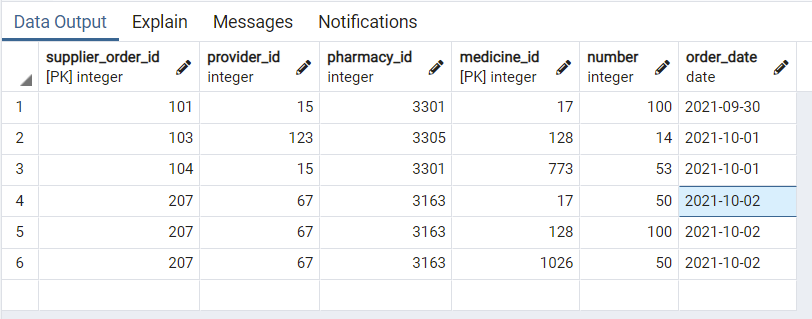 Data Output Explain Messages Notifications
supplier_order_id provider_id pharmacy_id medicine_id number order_date
[PK] integer integer integer [PK] integer integer date
1 101 15 3301 17 100 2021-09-30
2 103 123 3305 128 14 2021-10-01
3 104 15 3301 773 53 2021-10-01
4 207 67 3163 17 50 2021-10-02
5 207 67 3163 128 100 2021-10-02
6 207 67 3163 1026 50 2021-10-02